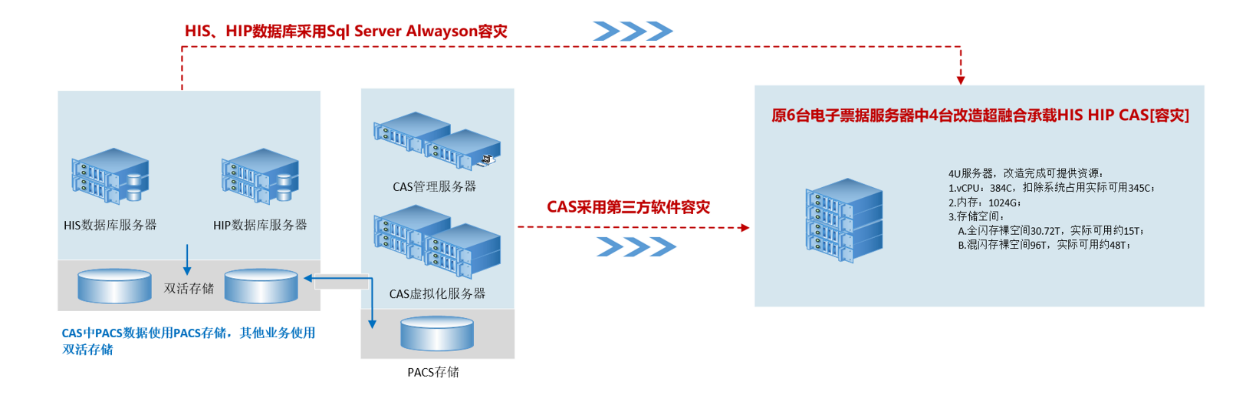 HIS、HIP数据库采用Sql Server Alwayson容灾
原6台电子票据服务器中4台改造超融合承载HIS HIP CAS[容灾]
CAS管理服务器
HIS数据库服务器
HIP数据库服务器
CAS采用第三方软件容灾
4U服务器，改造完成可提供资源：
1.vCPU：384C，扣除系统占用实际可用345C；
2.内存：1024G；
3.存储空间：
A.全闪存裸空间30.72T，实际可用约15T；
B.混闪存裸空间96T，实际可用约48T；
双活存储
CAS虚拟化服务器
CAS中PACS数据使用PACS存储，其他业务使用
双活存储
PACS存储